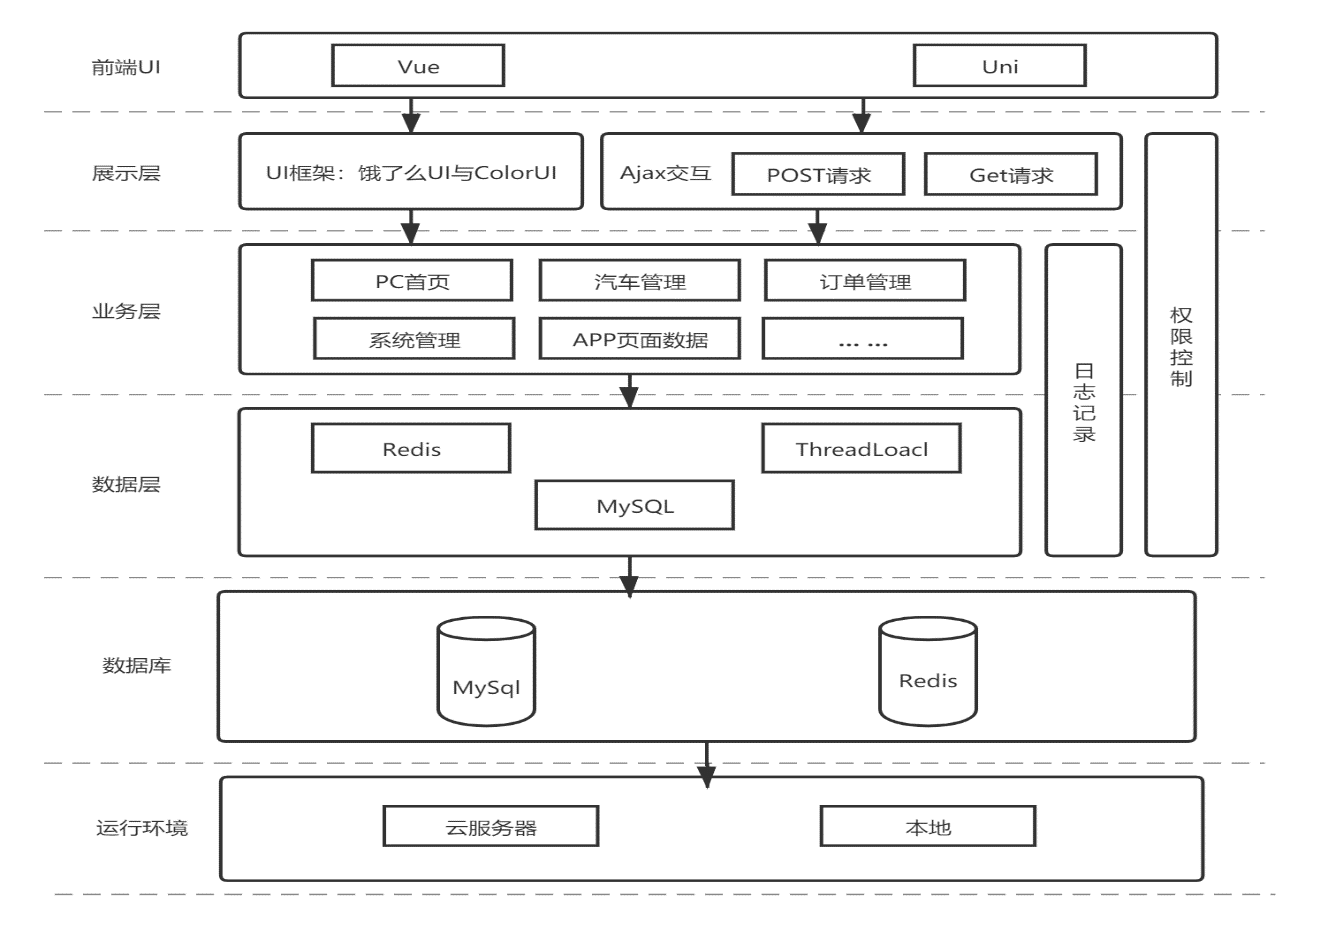 前端UI
Vue
Uni
展示层
UI框架：饿了么UI与ColorUI
Ajax交互
POST请求
Get请求
业务层
PC首页
汽车管理
订单管理
系统管理
APP页面数据
... ...
日志记录
权限控制
数据层
Redis
ThreadLoacl
MySQL
数据库
MySql
Redis
运行环境
云服务器
本地